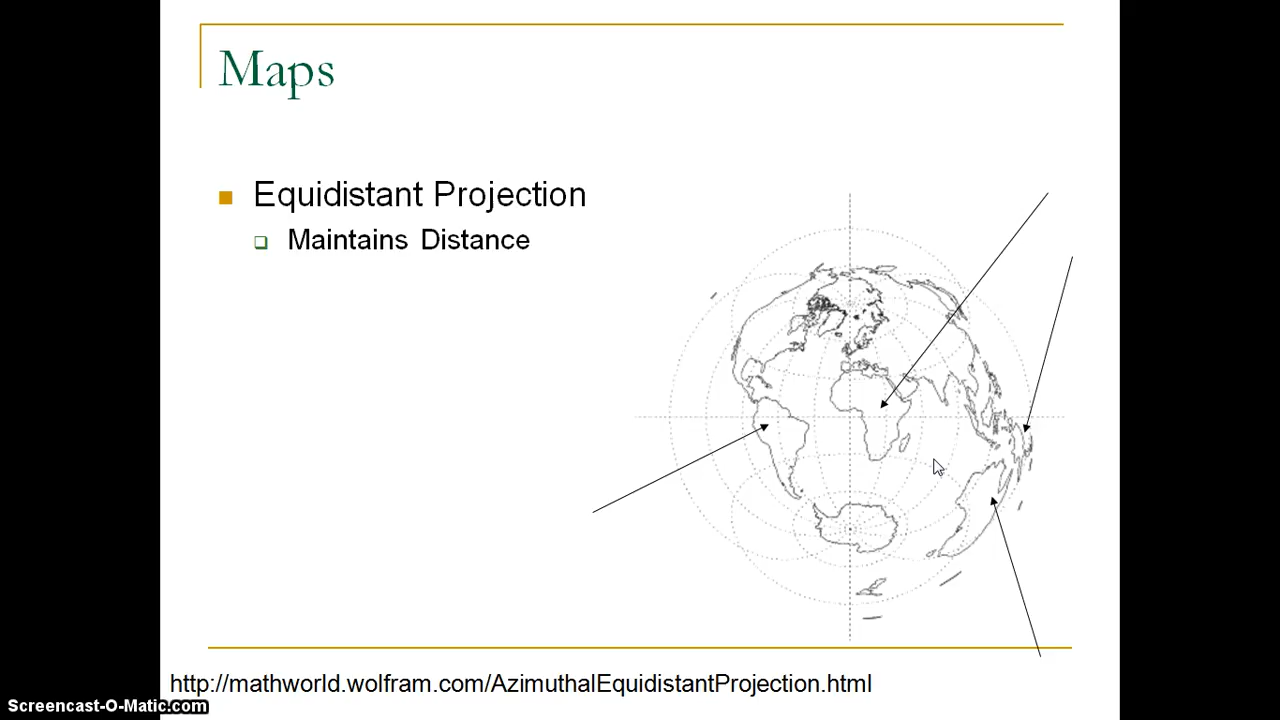 Maps
Equidistant Projection
Maintains Distance
http://mathworld.wolfram.com/AzimuthalEquidistantProjection.html
Screencast-O-Matic.com